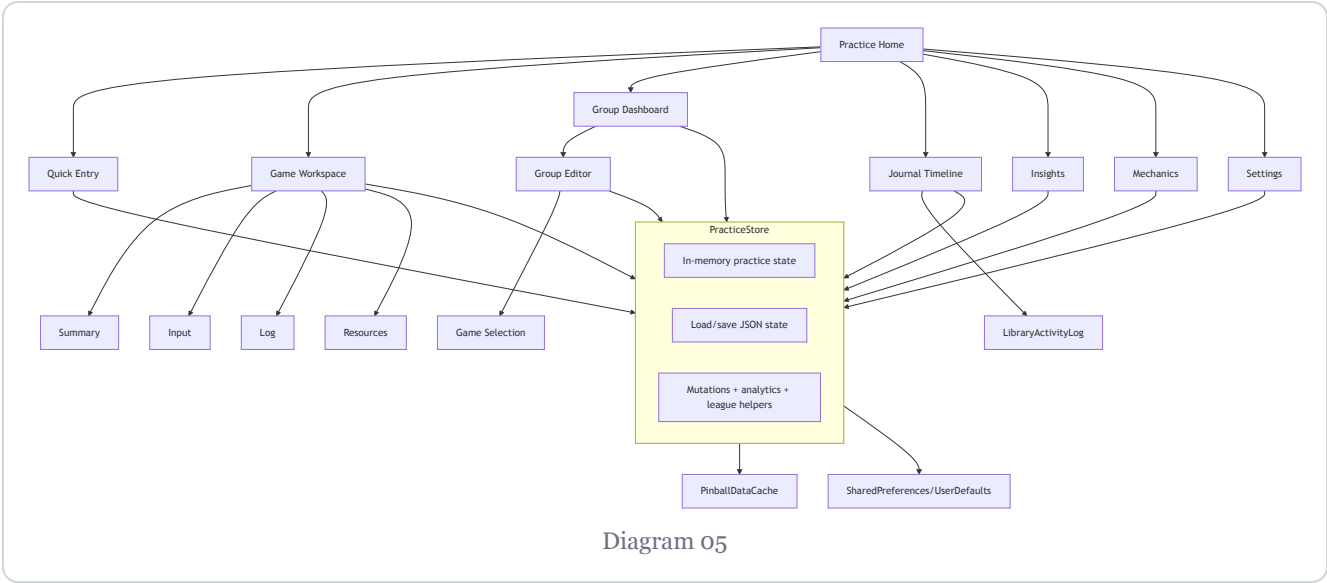 Practice Home
Group Dashboard
Quick Entry
Game Workspace
Group Editor
Journal Timeline
Insights
Mechanics
Settings
PracticeStore
In-memory practice state
Load/save JSON state
Mutations + analytics +
league helpers
Summary
Input
Log
Resources
Game Selection
LibraryActivityLog
PinballDataCache
SharedPreferences/UserDefaults
Diagram 05